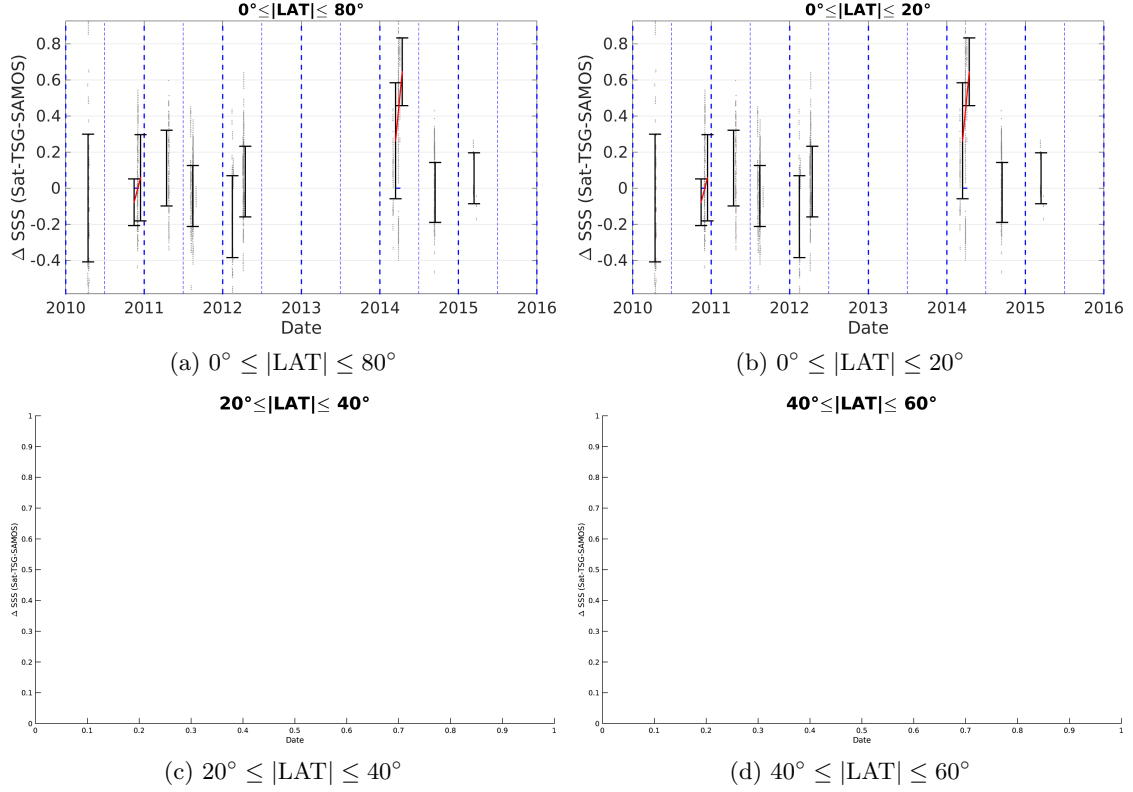 0°≤|LAT|≤ 80°
Δ SSS (Sat-TSG-SAMOS)
0.8
0.6
0.4
0.2
0
-0.2
-0.4
2010 2011 2012 2013 2014 2015 2016
Date
(a) 0° ≤ |LAT| ≤ 80°
0°≤|LAT|≤ 20°
Δ SSS (Sat-TSG-SAMOS)
0.8
0.6
0.4
0.2
0
-0.2
-0.4
2010 2011 2012 2013 2014 2015 2016
Date
(b) 0° ≤ |LAT| ≤ 20°
20°≤|LAT|≤ 40°
Δ SSS (Sat-TSG-SAMOS)
1
0.9
0.8
0.7
0.6
0.5
0.4
0.3
0.2
0.1
0
0 0.1 0.2 0.3 0.4 0.5 0.6 0.7 0.8 0.9 1
Date
(c) 20° ≤ |LAT| ≤ 40°
40°≤|LAT|≤ 60°
Δ SSS (Sat-TSG-SAMOS)
1
0.9
0.8
0.7
0.6
0.5
0.4
0.3
0.2
0.1
0
0 0.1 0.2 0.3 0.4 0.5 0.6 0.7 0.8 0.9 1
Date
(d) 40° ≤ |LAT| ≤ 60°